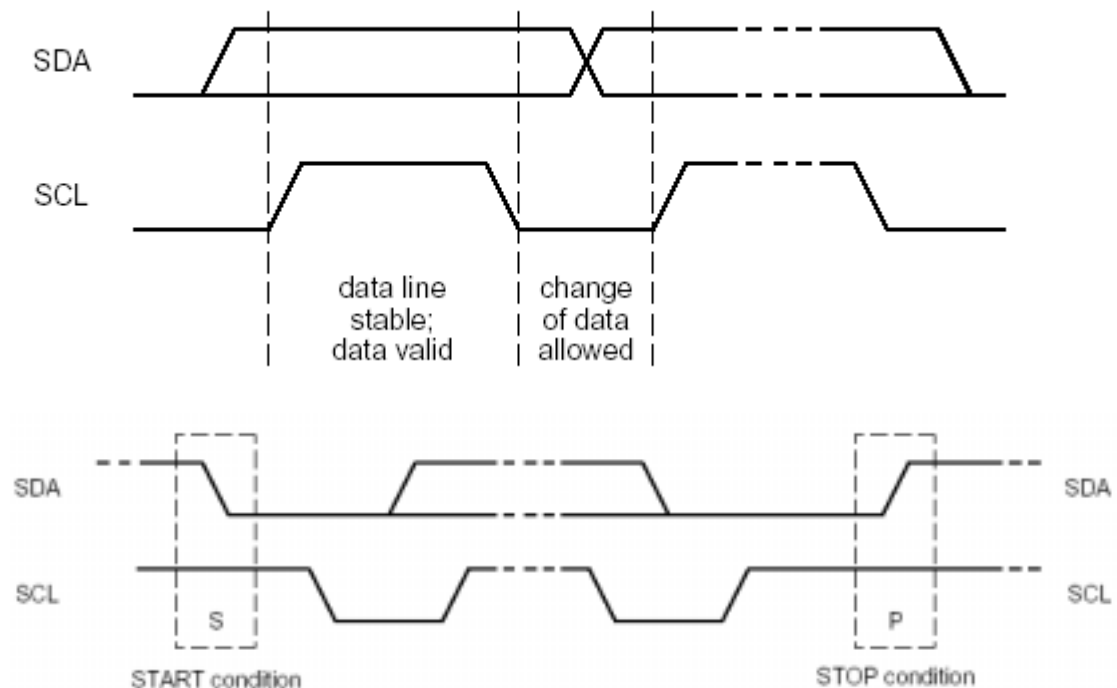 SDA
SCL
data line
stable;
data valid
change
of data
allowed
SDA
SDA
SCL
SCL
S
P
START condition
STOP condition